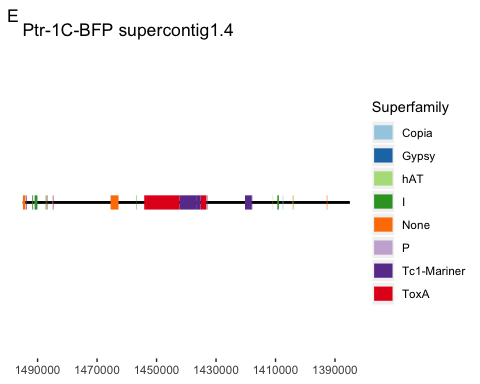 E
Ptr-1C-BFP supercontig1.4
Superfamily
Copia
Gypsy
hAT
I
None
P
Tc1-Mariner
ToxA
1490000 1470000 1450000 1430000 1410000 1390000